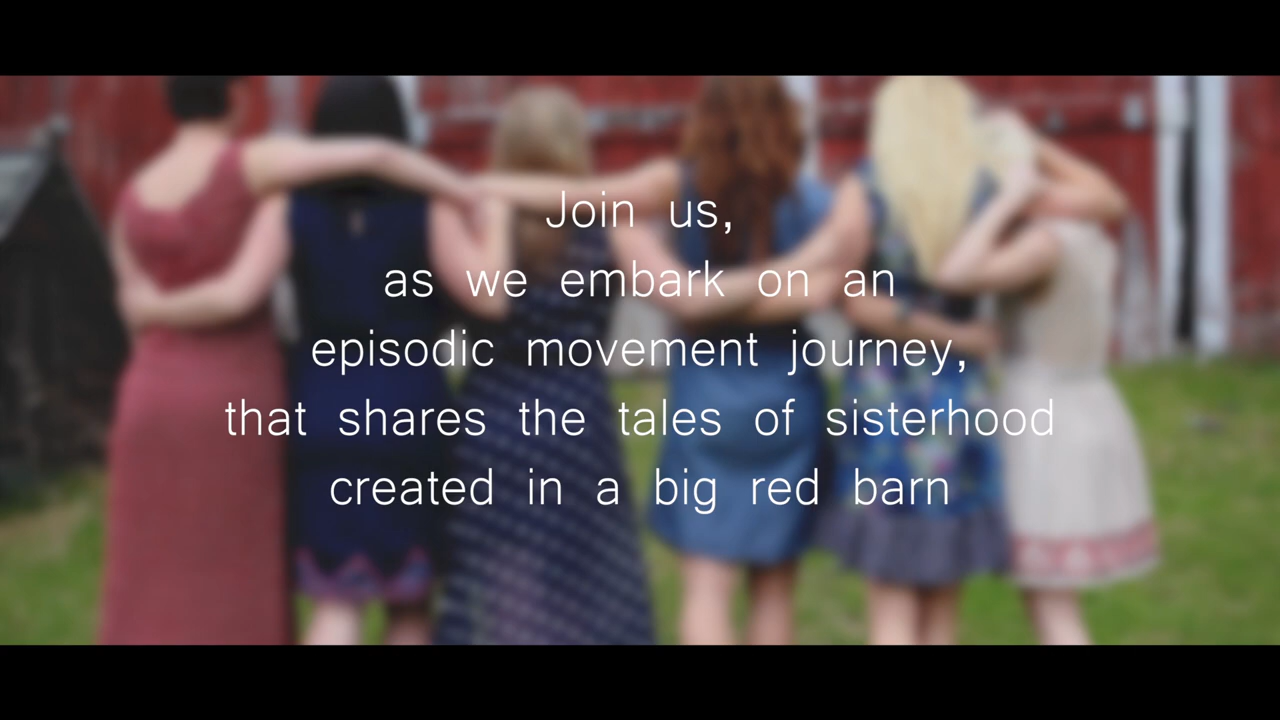 Join us,
as we embark on an
episodic movement journey,
that shares the tales of sisterhood
created in a big red barn